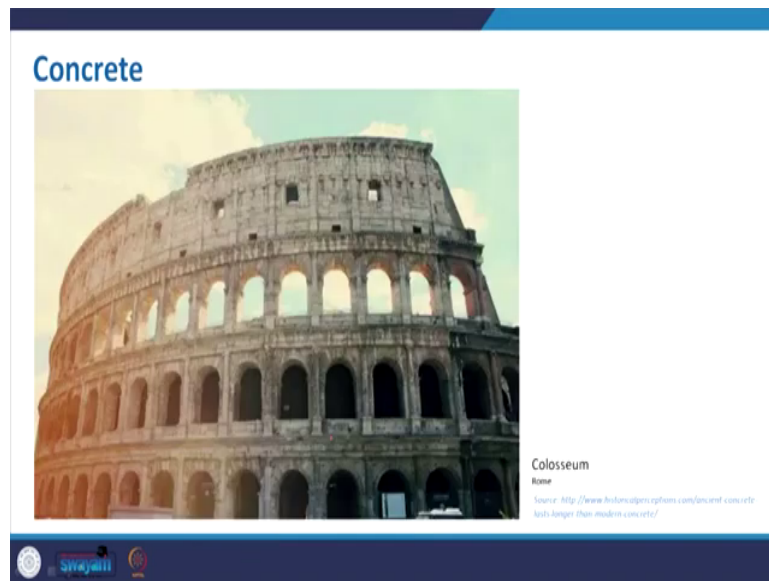 Concrete
Colosseum
Rome
Source: http://www.historicalperceptions.com/ancient-concrete
lasts-longer-than-modern-concrete/
swayam